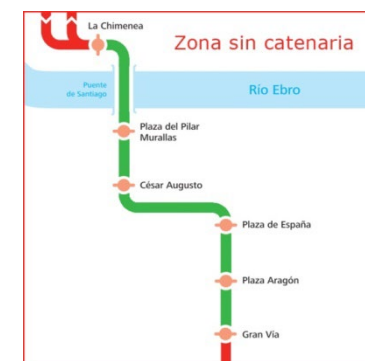 La Chimenea
Zona sin catenaria
Puente
de Santiago
Río Ebro
Plaza del Pilar
Murallas
César Augusto
Plaza de España
Plaza Aragón
Gran Vía